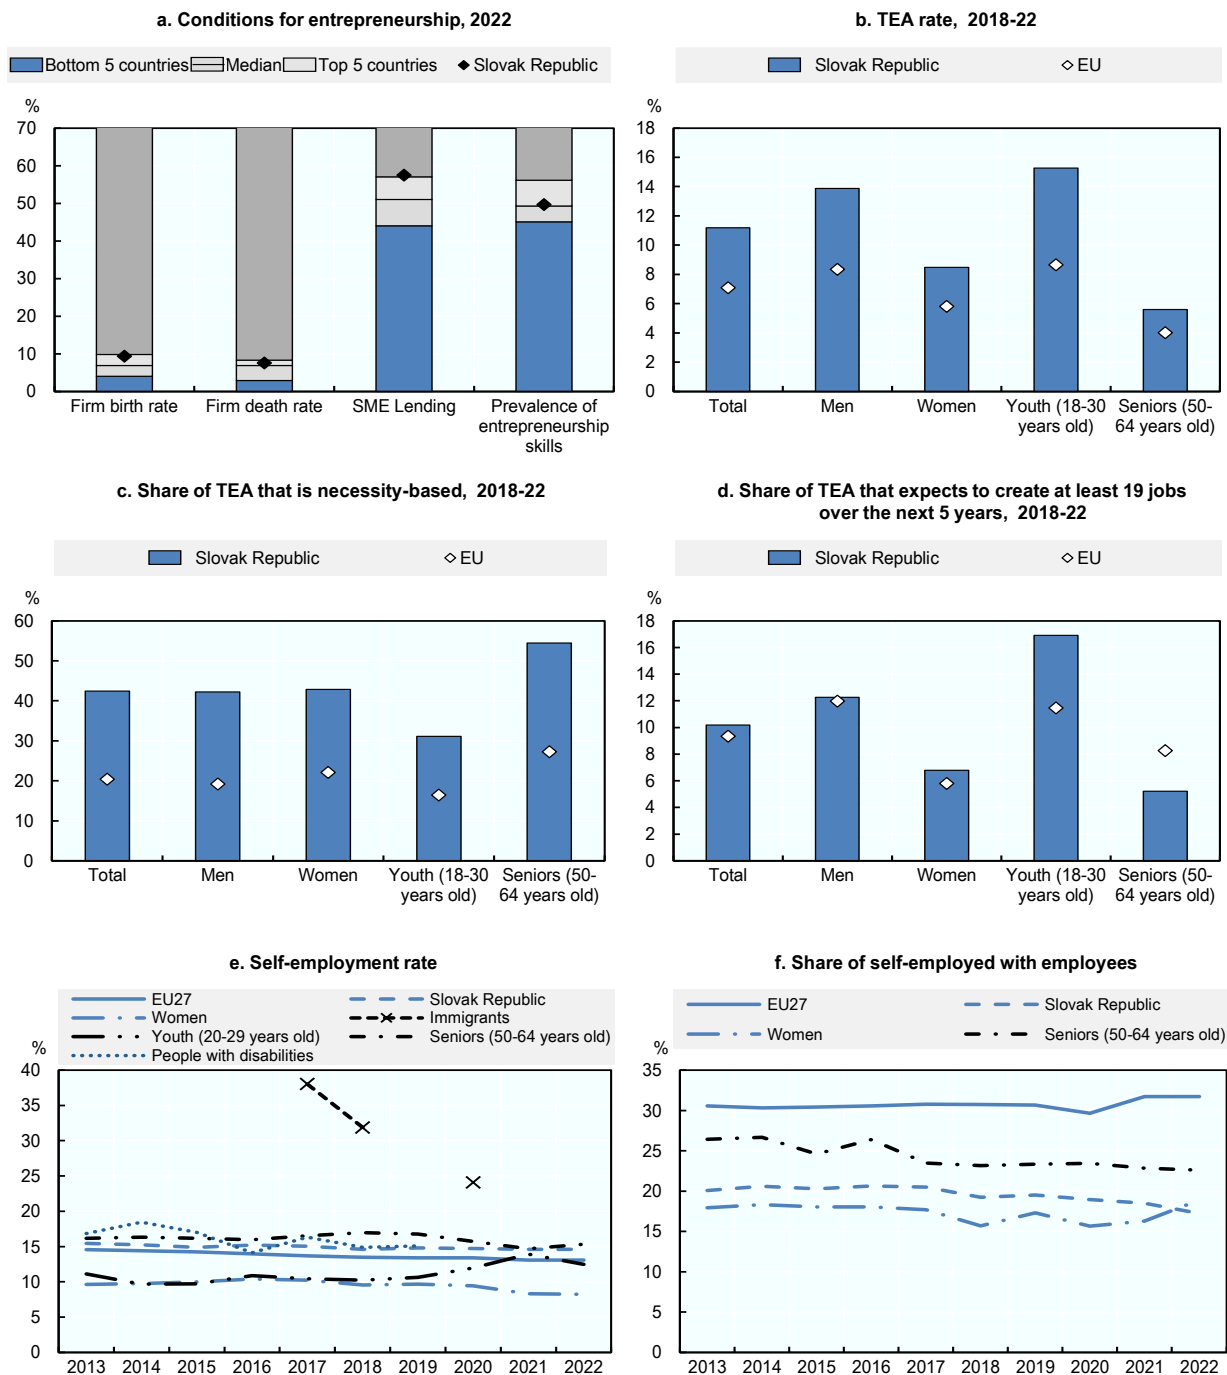 a. Conditions for entrepreneurship, 2022
Bottom 5 countries Median Top 5 countries Slovak Republic
%
70
60
50
40
30
20
10
0
Firm birth rate Firm death rate SME Lending Prevalence of
entrepreneurship
skills
b. TEA rate, 2018-22
Slovak Republic EU
%
18
16
14
12
10
8
6
4
2
0
Total Men Women Youth (18-30 Seniors (50-
years old) 64 years old)
c. Share of TEA that is necessity-based, 2018-22
Slovak Republic EU
%
60
50
40
30
20
10
0
Total Men Women Youth (18-30 Seniors (50-
years old) 64 years old)
d. Share of TEA that expects to create at least 19 jobs
over the next 5 years, 2018-22
Slovak Republic EU
%
18
16
14
12
10
8
6
4
2
0
Total Men Women Youth (18-30 Seniors (50-
years old) 64 years old)
e. Self-employment rate
EU27 Slovak Republic
Women Immigrants
Youth (20-29 years old) Seniors (50-64 years old)
People with disabilities
%
40
35
30
25
20
15
10
5
0
2013 2014 2015 2016 2017 2018 2019 2020 2021 2022
f. Share of self-employed with employees
EU27 Slovak Republic
Women Seniors (50-64 years old)
%
35
30
25
20
15
10
5
0
2013 2014 2015 2016 2017 2018 2019 2020 2021 2022